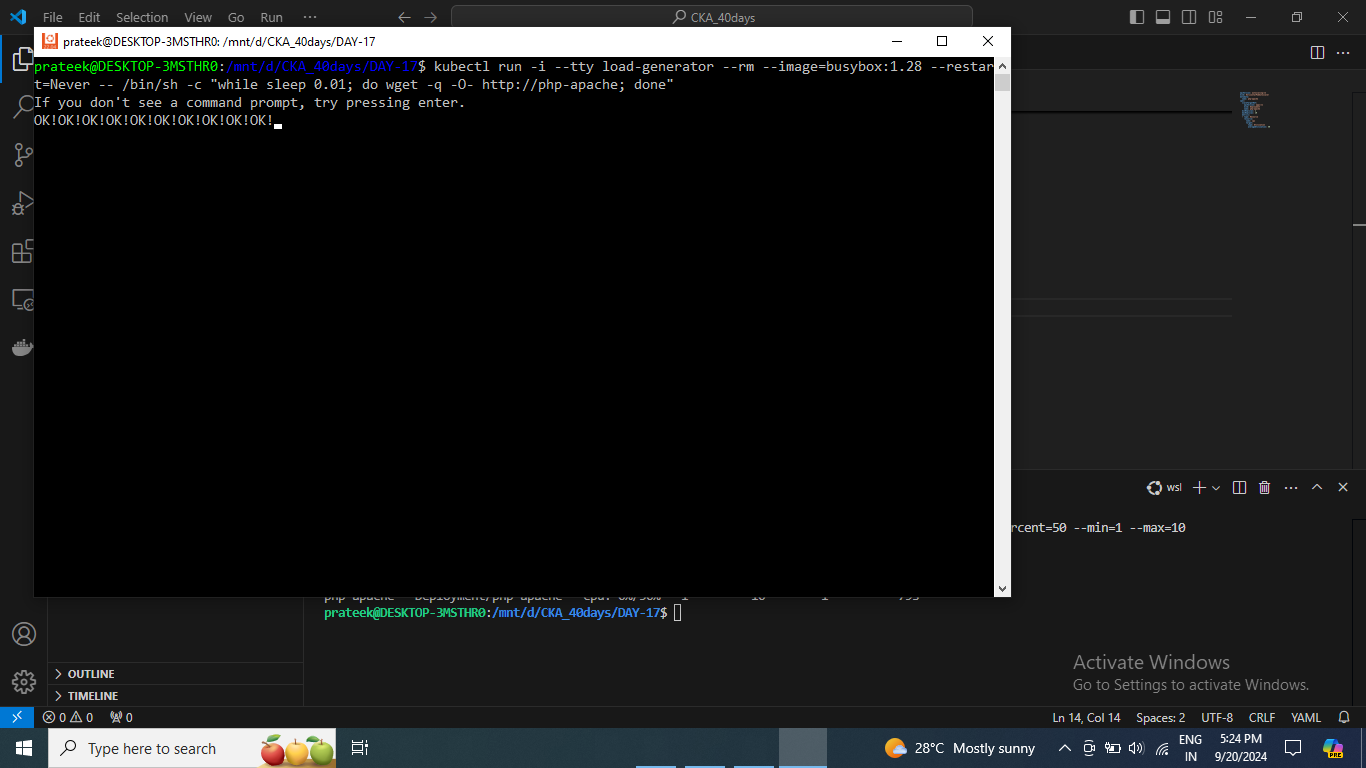 File Edit Selection View Go Run ···
CKA_40days
prateek@DESKTOP-3MSTHR0: /mnt/d/CKA_40days/DAY-17
prateek@DESKTOP-3MSTHR0:/mnt/d/CKA_40days/DAY-17$ kubectl run -i --tty load-generator --rm --image=busybox:1.28 --restar
t=Never -- /bin/sh -c "while sleep 0.01; do wget -q -O- http://php-apache; done"
If you don't see a command prompt, try pressing enter.
OK!OK!OK!OK!OK!OK!OK!OK!OK!OK!
wsl
rcent=50 --min=1 --max=10
prateek@DESKTOP-3MSTHR0:/mnt/d/CKA_40days/DAY-17$
OUTLINE
TIMELINE
Activate Windows
Go to Settings to activate Windows.
0 0 0
Ln 14, Col 14 Spaces: 2 UTF-8 CRLF YAML
Type here to search
28°C Mostly sunny
ENG
IN
5:24 PM
9/20/2024
PRE